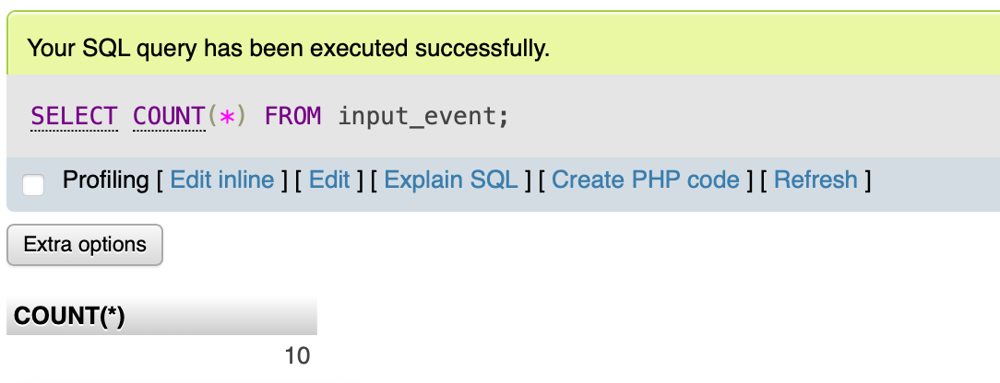 Your SQL query has been executed successfully.
SELECT COUNT(*) FROM input_event;
Profiling [ Edit inline ] [ Edit ] [ Explain SQL ] [ Create PHP code ] [ Refresh ]
Extra options
COUNT(*)
10